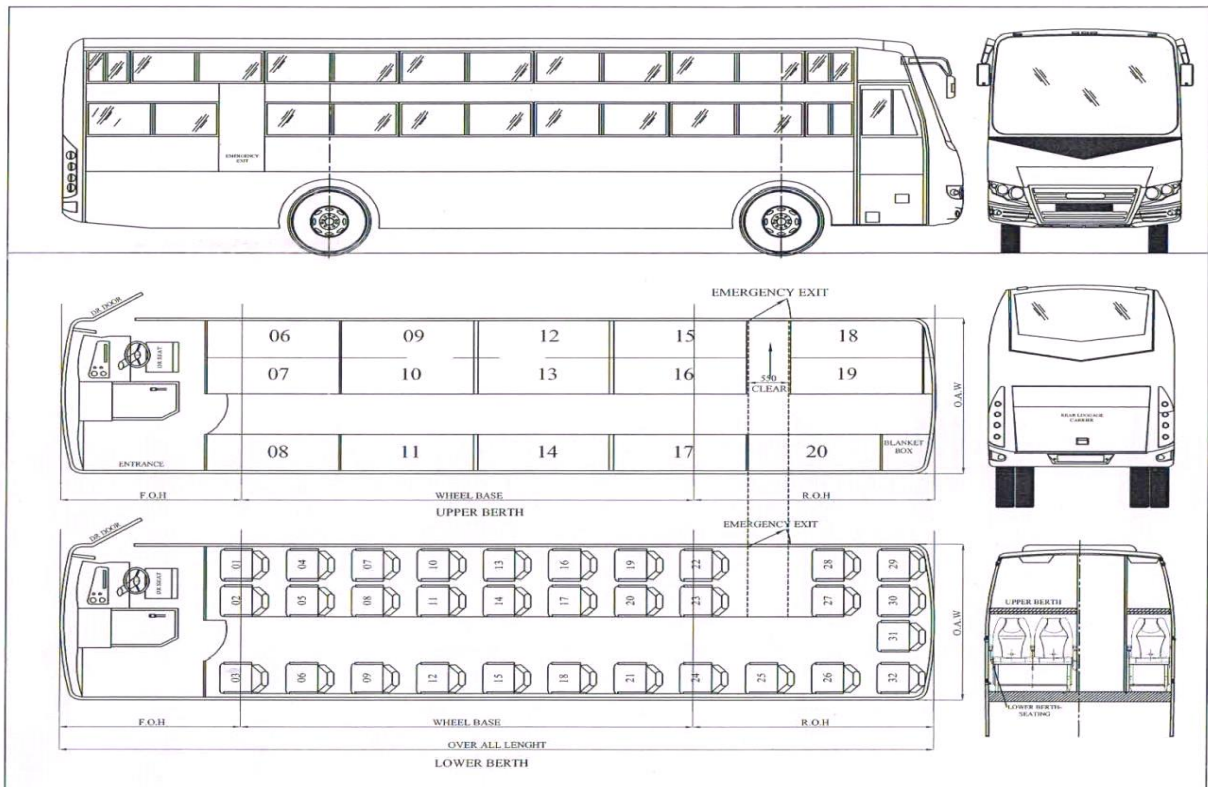 EMERGENCY
EXIT
EMERGENCY EXIT
DR DOOR
DR SEAT
06 09 12 15 18
07 10 13 16 19
550
CLEAR
08 11 14 17 20
BLANKET
BOX
ENTRANCE
O.A.W
F.O.H WHEEL BASE R.O.H
UPPER BERTH
REAR LUGGAGE
CARRIER
EMERGENCY EXIT
DR DOOR
DR SEAT
01 04 07 10 13 16 19 22 28 29
02 05 08 11 14 17 20 23 27 30
31
03 06 09 12 15 18 21 24 25 26 32
O.A.W
F.O.H WHEEL BASE R.O.H
OVER ALL LENGHT
LOWER BERTH
UPPER BERTH
LOWER BERTH-
SEATING